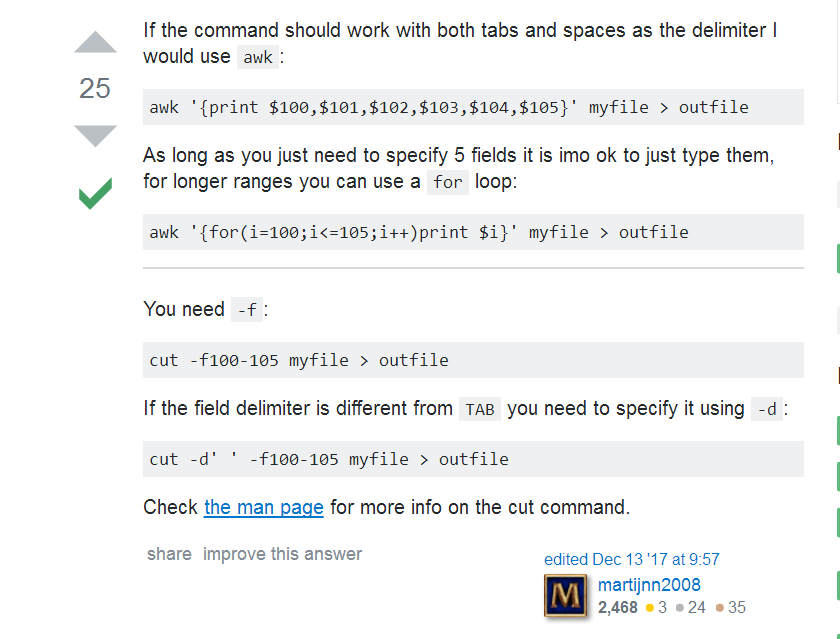 If the command should work with both tabs and spaces as the delimiter I
would use awk:
25
awk '{print $100,$101,$102,$103,$104,$105}' myfile > outfile
As long as you just need to specify 5 fields it is imo ok to just type them,
for longer ranges you can use a for loop:
awk '{for(i=100;i<=105;i++)print $i}' myfile > outfile
You need -f:
cut -f100-105 myfile > outfile
If the field delimiter is different from TAB you need to specify it using -d:
cut -d' ' -f100-105 myfile > outfile
Check the man page for more info on the cut command.
share improve this answer
edited Dec 13 '17 at 9:57
M
martijnn2008
2,468 3 24 35